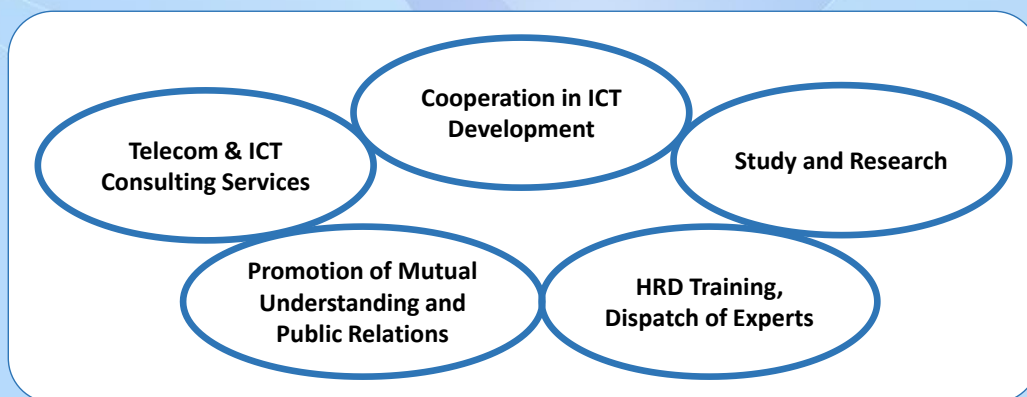 Cooperation in ICT
Development
Telecom & ICT
Consulting Services
Study and Research
Promotion of Mutual
Understanding and
Public Relations
HRD Training,
Dispatch of Experts